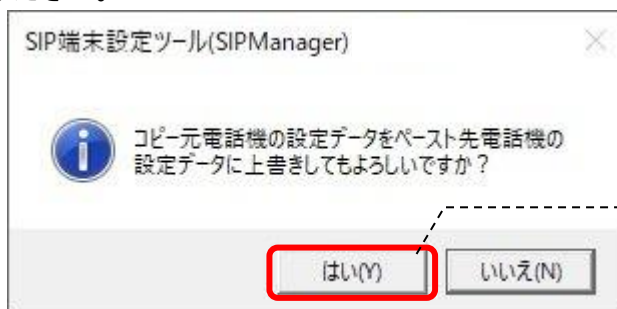 SIP端末設定ツール(SIPManager)
コピー元電話機の設定データをペースト先電話機の
設定データに上書きしてもよろしいですか？
はい(Y)
いいえ(N)